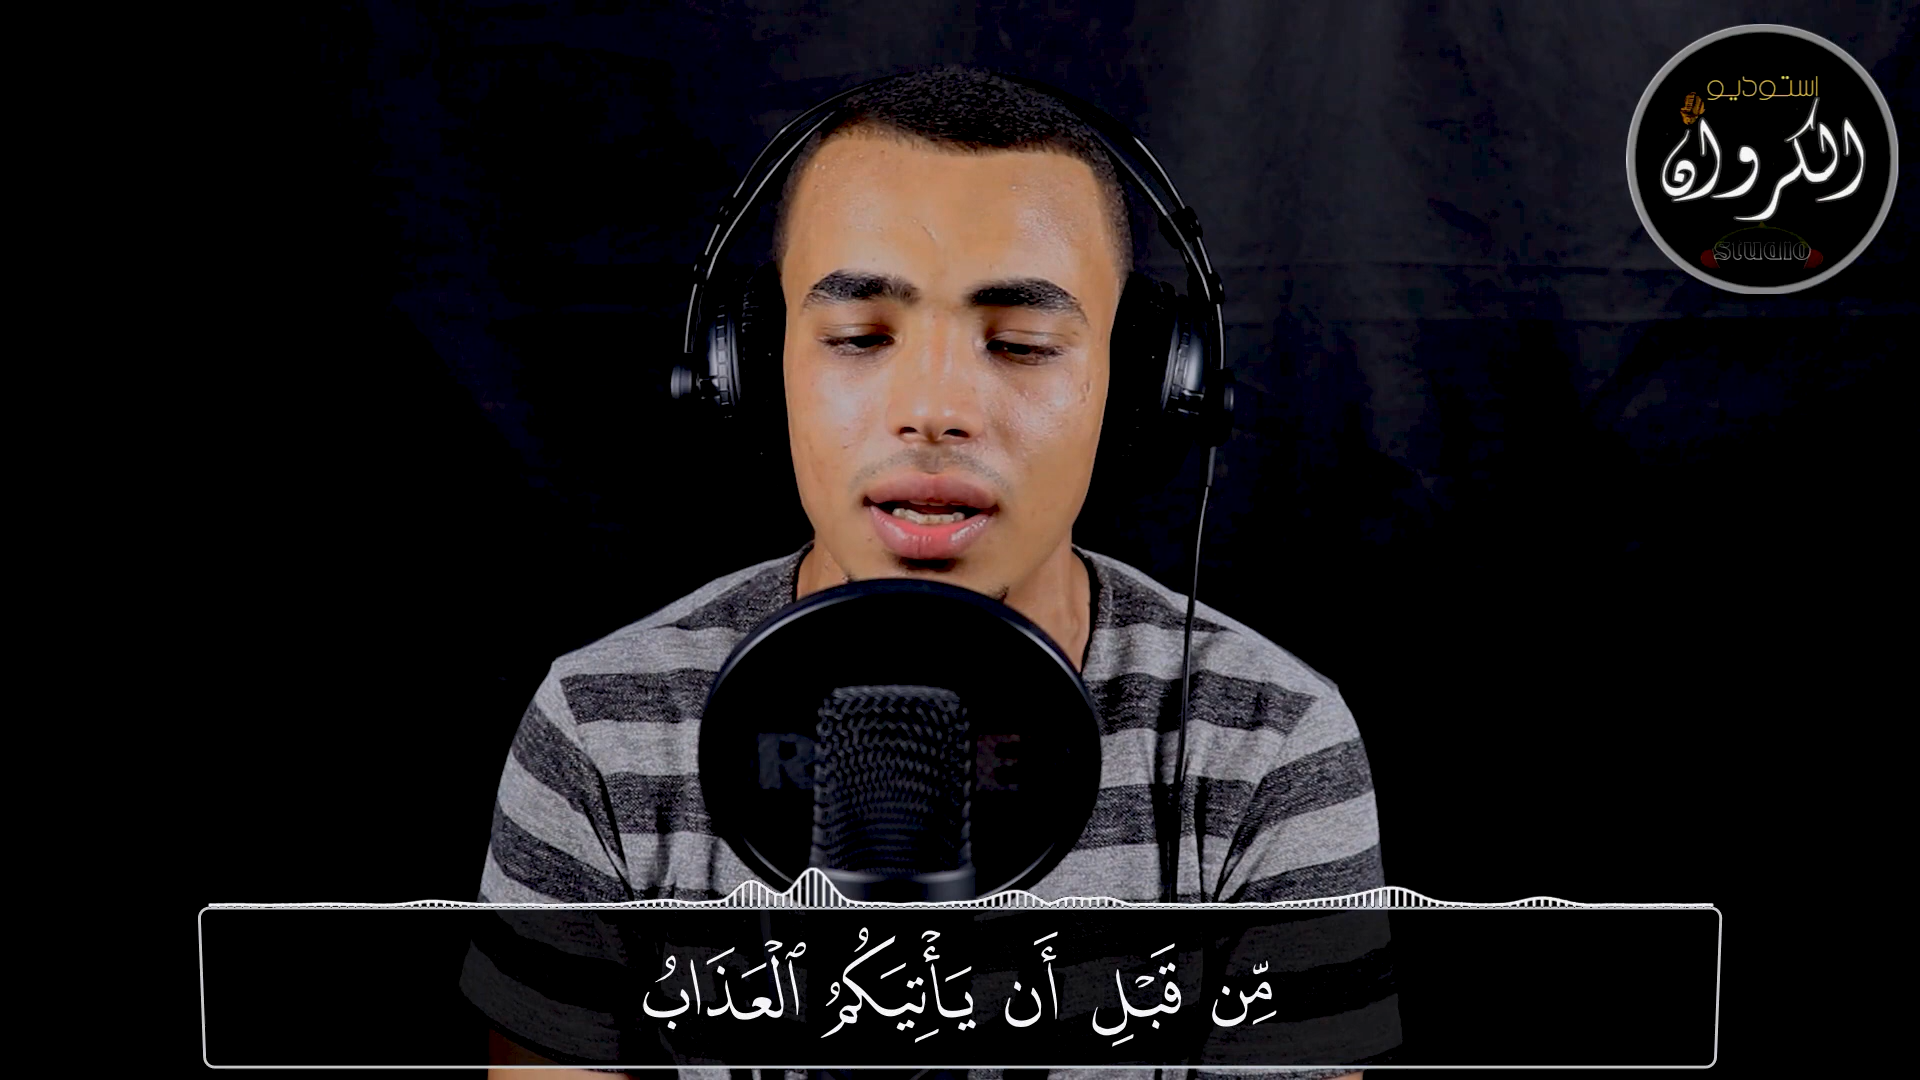 استوديو
الكروان
studio
مِّن قَبْلِ أَن يَأْتِيَكُمُ ٱلْعَذَابُ